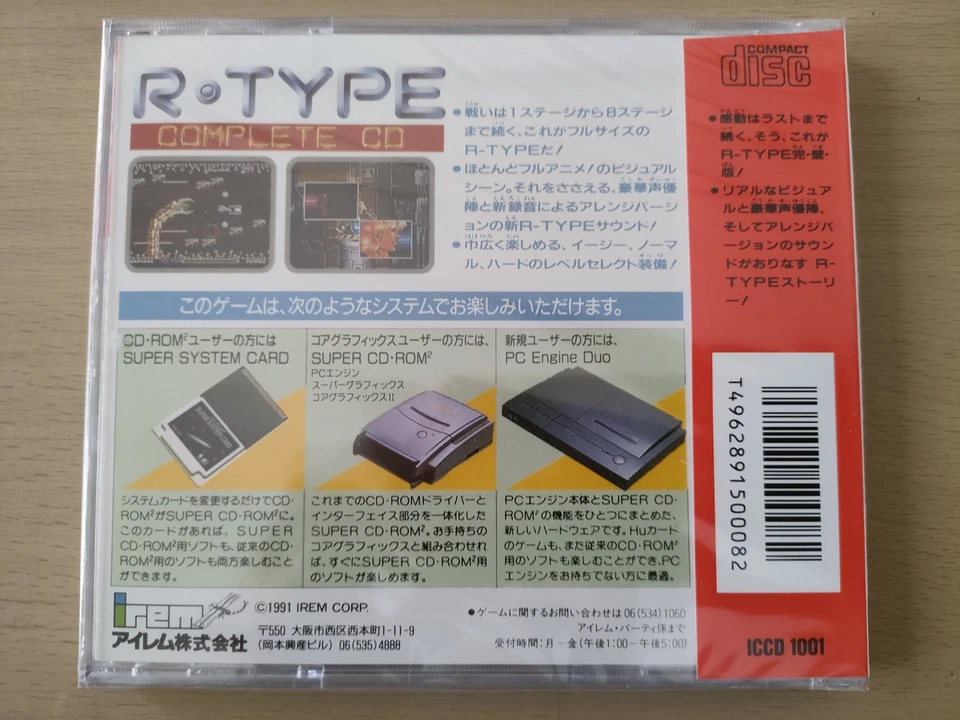 R・TYPE
COMPLETE CD
●戦いは1ステージから8ステージ
まで続く、これがフルサイズの
R-TYPEだ!
●ほとんどフルアニメ!のビジュアル
シーン。それをささえる、豪華声優
陣と新録音によるアレンジバージ
ョンの新R-TYPEサウンド!
●巾広く楽しめる、イージー、ノーマ
ル、ハードのレベルセレクト装備!
COMPACT
disc
●感動はラストまで
続く、そう、これが
R-TYPE完・璧・
版!
●リアルなビジュア
ルと豪華声優陣、
そしてアレンジバ
ージョンのサウン
ドがおりなす R-
TYPEストーリ
ー!
このゲームは、次のようなシステムでお楽しみいただけます。
CD・ROM²ユーザーの方には
SUPER SYSTEM CARD
システムカードを変更するだけでCD・
ROM²がSUPER CD・ROM²に。
このカードがあれば、SUPER
CD・ROM²用ソフトも、従来のCD・
ROM²用のソフトも両方楽しむこと
ができます。
コアグラフィックスユーザーの方には、
SUPER CD・ROM²
PCエンジン
スーパーグラフィックス
コアグラフィックスII
これまでのCD・ROMドライバーと
インターフェイス部分を一体化した
SUPER CD・ROM²。お手持ちの
コアグラフィックスと組み合わせれ
ば、すぐにSUPER CD・ROM²用
のソフトが楽しめます。
新規ユーザーの方には、
PC Engine Duo
PCエンジン本体とSUPER CD・
ROM²の機能をひとつにまとめた、
新しいハードウェアです。Huカード
のゲームも、また従来のCD・ROM²
用のソフトも楽しむことができ、PC
エンジンをお持ちでない方に最適。
T4962891500082
irem
アイレム株式会社
©1991 IREM CORP.
〒550 大阪市西区西本町1-11-9
(岡本興産ビル) 06(535)4888
●ゲームに関するお問い合わせは 06(534)1060
アイレム・パーティ係まで
受付時間:月―金(午後1:00―午後5:00)
ICCD 1001